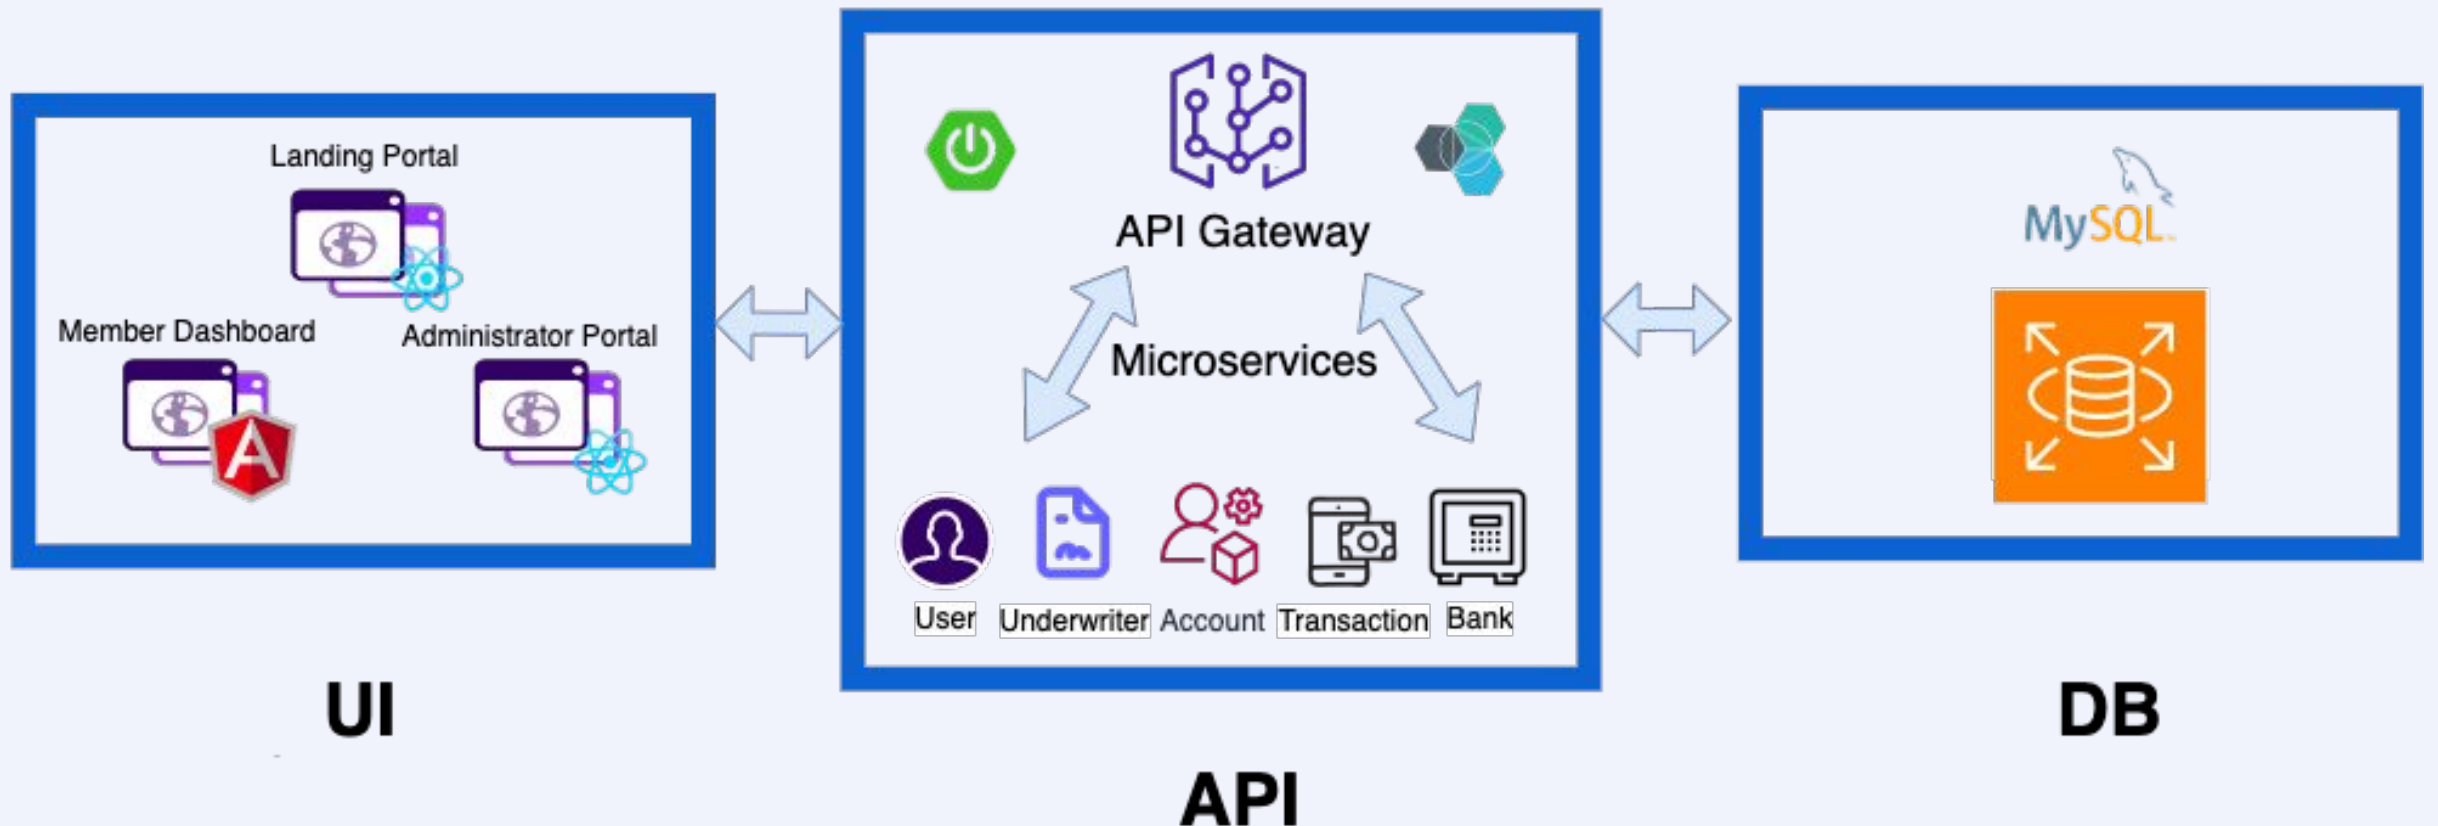 Landing Portal
Member Dashboard
Administrator Portal
UI
API Gateway
Microservices
User
Underwriter
Account
Transaction
Bank
API
MySQL
DB